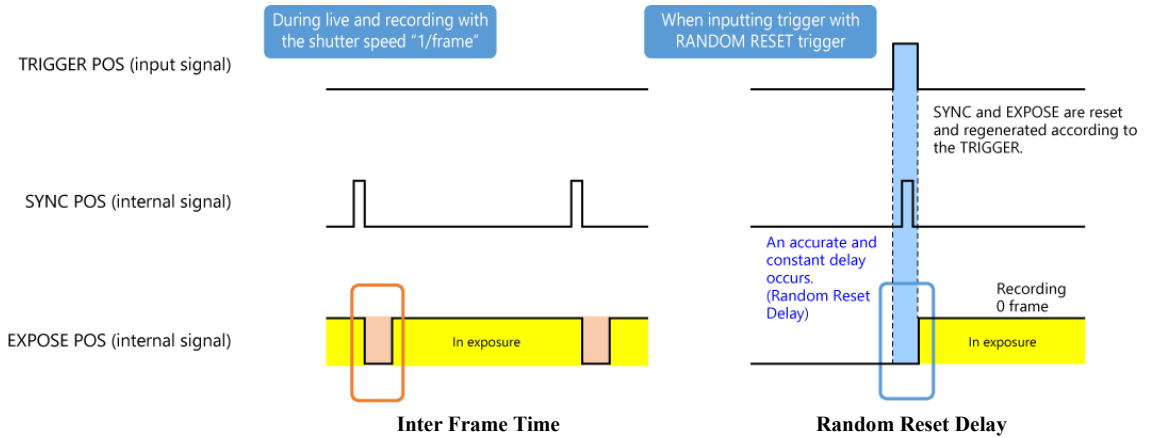 During live and recording with
the shutter speed “1/frame”
When inputting trigger with
RANDOM RESET trigger
TRIGGER POS (input signal)
SYNC and EXPOSE are reset
and regenerated according to
the TRIGGER.
SYNC POS (internal signal)
An accurate and
constant delay
occurs.
(Random Reset
Delay)
Recording
0 frame
EXPOSE POS (internal signal)
In exposure
In exposure
Inter Frame Time
Random Reset Delay